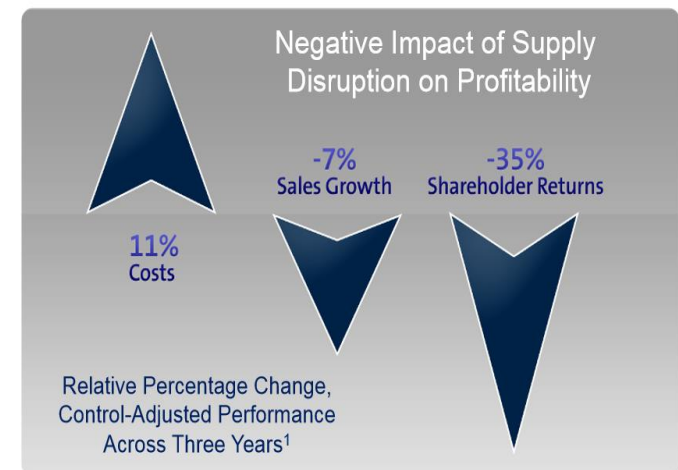 Negative Impact of Supply
Disruption on Profitability
-7%
Sales Growth
-35%
Shareholder Returns
11%
Costs
Relative Percentage Change,
Control-Adjusted Performance
Across Three Years¹